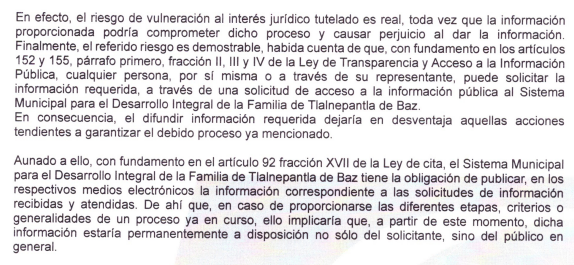 En efecto, el riesgo de vulneración al interés jurídico tutelado es real, toda vez que la información
proporcionada podría comprometer dicho proceso y causar perjuicio al dar la información.
Finalmente, el referido riesgo es demostrable, habida cuenta de que, con fundamento en los artículos
152 y 155, párrafo primero, fracción II, III y IV de la Ley de Transparencia y Acceso a la Información
Pública, cualquier persona, por sí misma o a través de su representante, puede solicitar la
información requerida, a través de una solicitud de acceso a la información pública al Sistema
Municipal para el Desarrollo Integral de la Familia de Tlalnepantla de Baz.
En consecuencia, el difundir información requerida dejaría en desventaja aquellas acciones
tendientes a garantizar el debido proceso ya mencionado.
Aunado a ello, con fundamento en el artículo 92 fracción XVII de la Ley de cita, el Sistema Municipal
para el Desarrollo Integral de la Familia de Tlalnepantla de Baz tiene la obligación de publicar, en los
respectivos medios electrónicos la información correspondiente a las solicitudes de información
recibidas y atendidas. De ahí que, en caso de proporcionarse las diferentes etapas, criterios o
generalidades de un proceso ya en curso, ello implicaría que, a partir de este momento, dicha
información estaría permanentemente a disposición no sólo del solicitante, sino del público en
general.